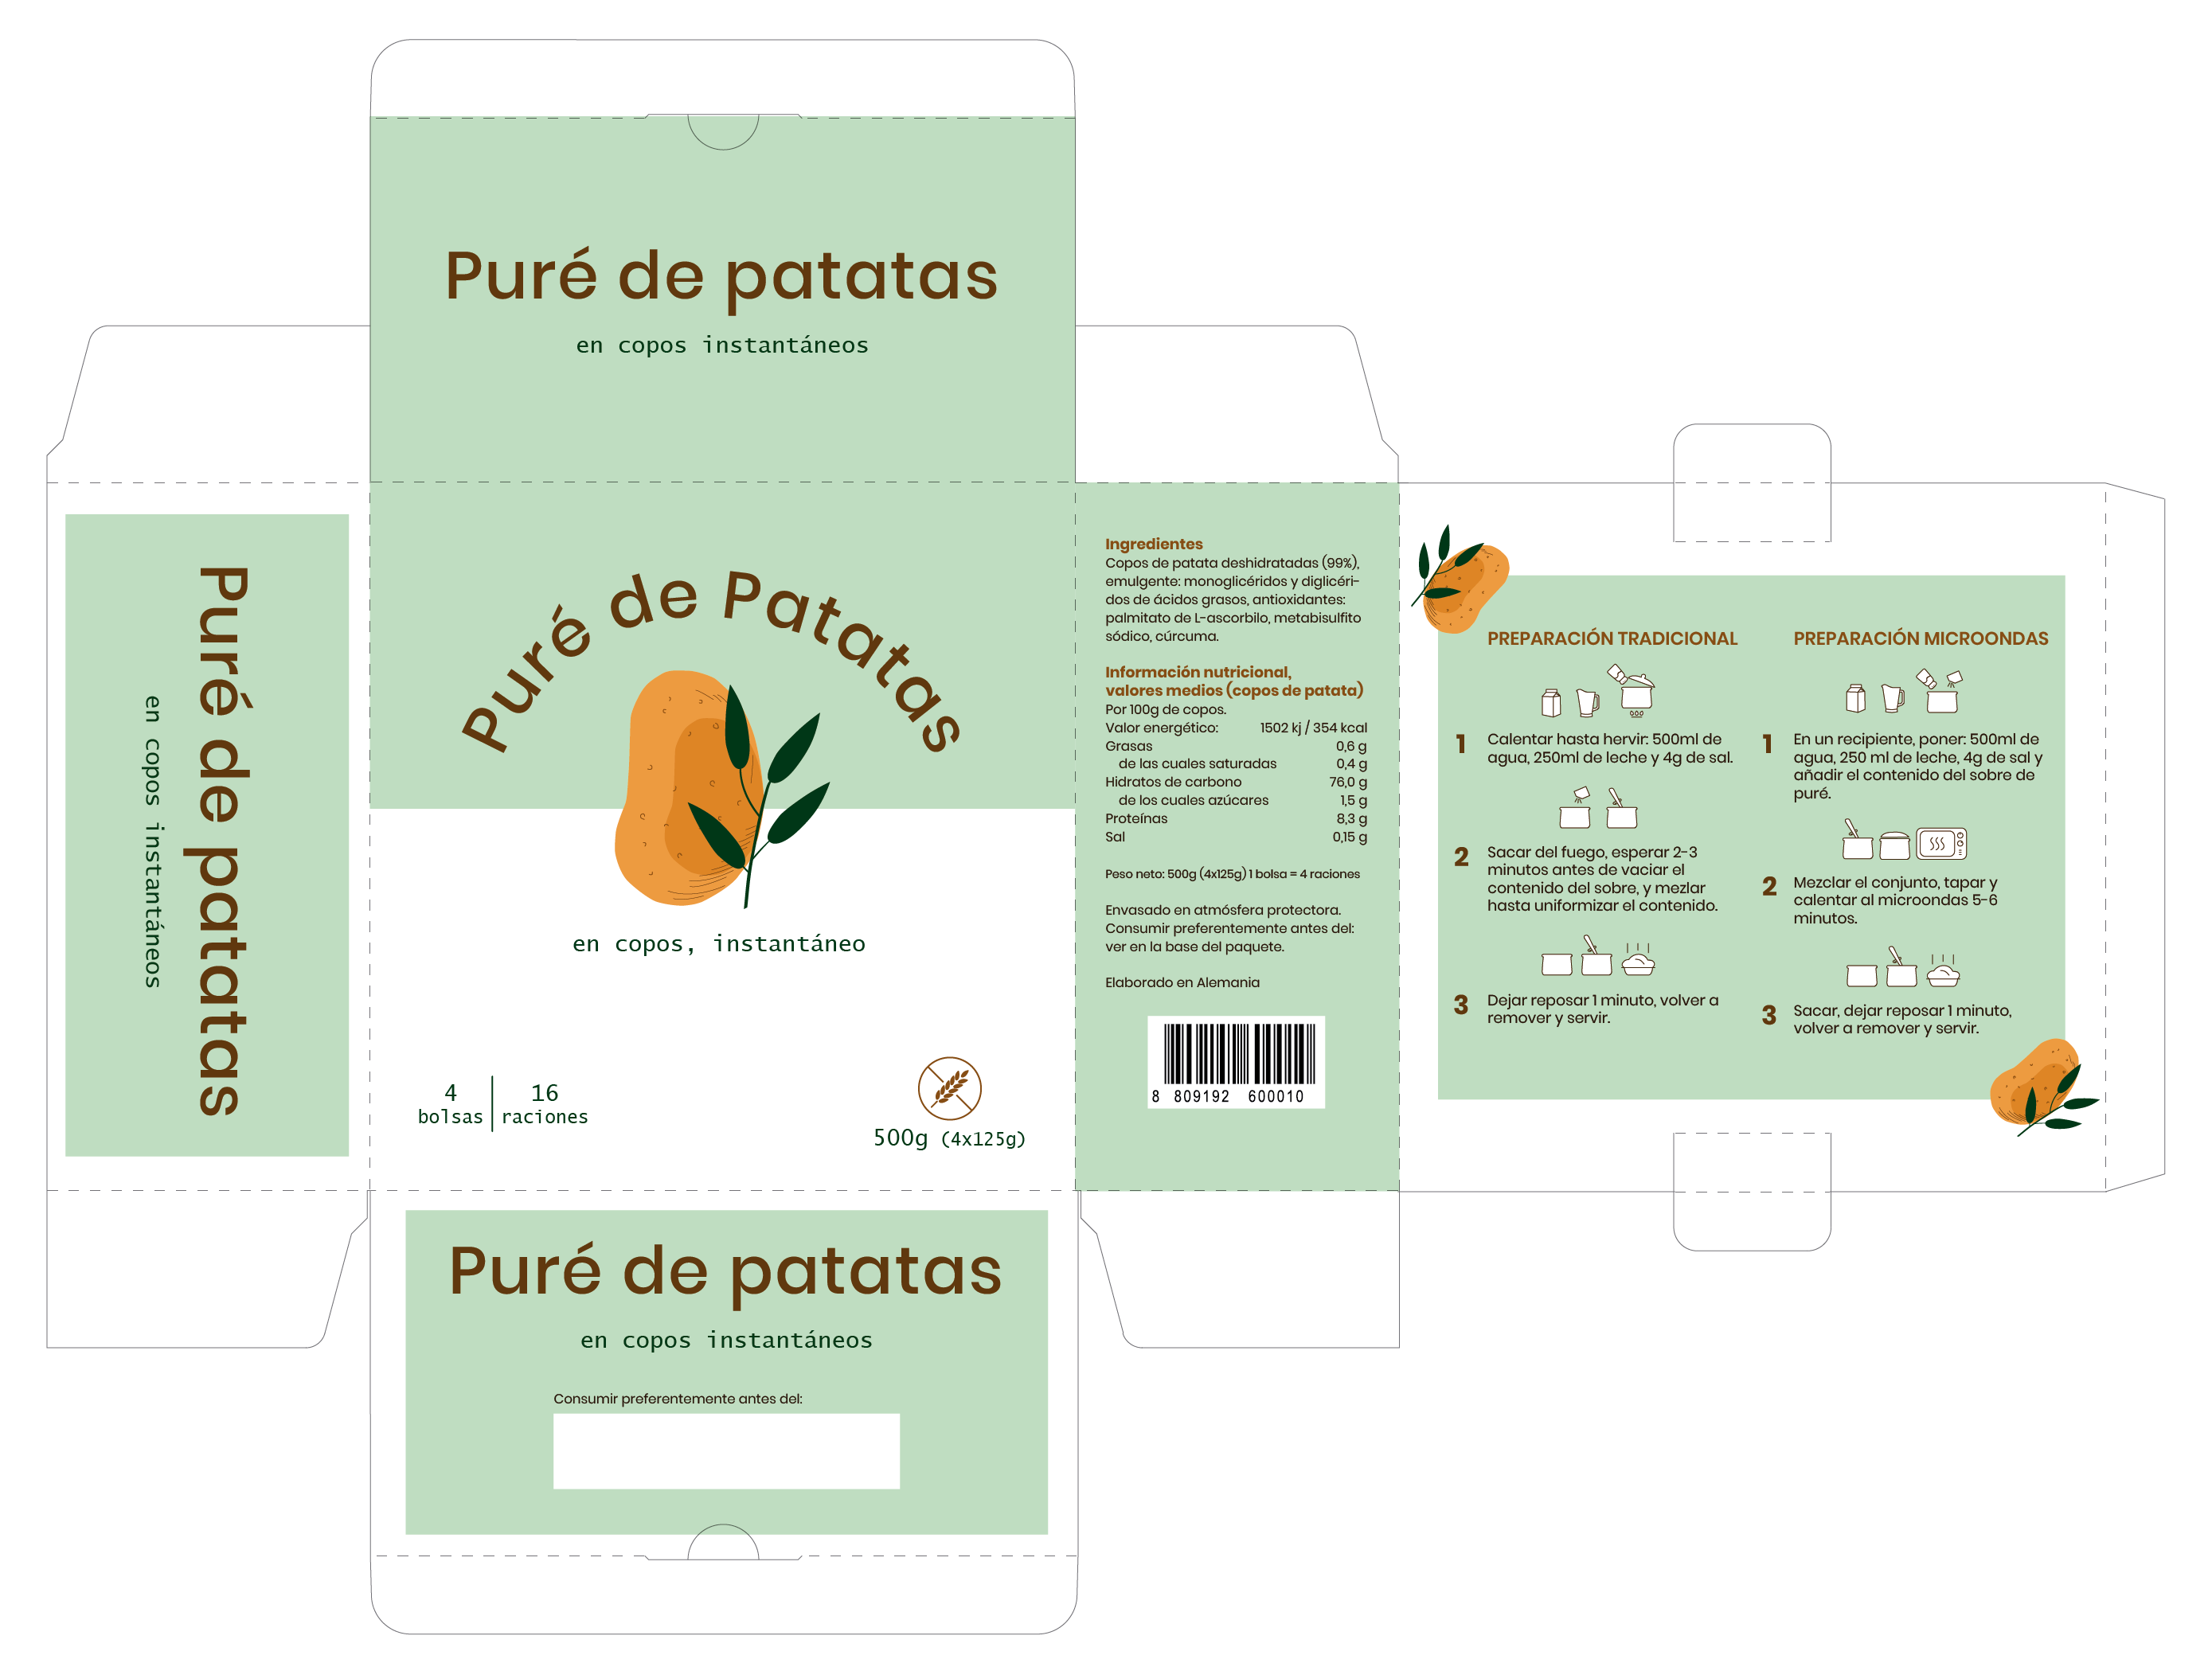 Puré de patatas
en copos instantáneos
Puré de patatas
en copos instantáneos
Puré de Patatas
en copos, instantáneo
4
bolsas
16
raciones
500g (4x125g)
Ingredientes
Copos de patata deshidratadas (99%),
emulgente: monoglicéridos y diglicéri-
dos de ácidos grasos, antioxidantes:
palmitato de L-ascorbilo, metabisulfito
sódico, cúrcuma.
Información nutricional,
valores medios (copos de patata)
Por 100g de copos.
Valor energético: 1502 kj / 354 kcal
Grasas 0,6 g
de las cuales saturadas 0,4 g
Hidratos de carbono 76,0 g
de los cuales azúcares 1,5 g
Proteínas 8,3 g
Sal 0,15 g
Peso neto: 500g (4x125g) 1 bolsa = 4 raciones
Envasado en atmósfera protectora.
Consumir preferentemente antes del:
ver en la base del paquete.
Elaborado en Alemania
8 809192 600010
PREPARACIÓN TRADICIONAL
1 Calentar hasta hervir: 500ml de
agua, 250ml de leche y 4g de sal.
2 Sacar del fuego, esperar 2-3
minutos antes de vaciar el
contenido del sobre, y mezlar
hasta uniformizar el contenido.
3 Dejar reposar 1 minuto, volver a
remover y servir.
PREPARACIÓN MICROONDAS
1 En un recipiente, poner: 500ml de
agua, 250 ml de leche, 4g de sal y
añadir el contenido del sobre de
puré.
2 Mezclar el conjunto, tapar y
calentar al microondas 5-6
minutos.
3 Sacar, dejar reposar 1 minuto,
volver a remover y servir.
Puré de patatas
en copos instantáneos
Consumir preferentemente antes del: